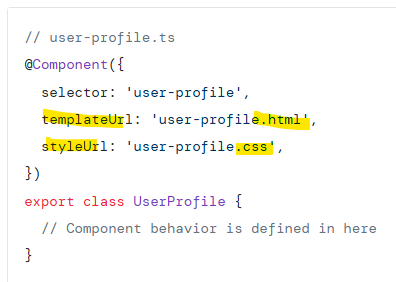 // user-profile.ts
@Component({
selector: 'user-profile',
templateUrl: 'user-profile.html',
styleUrl: 'user-profile.css',
})
export class UserProfile {
// Component behavior is defined in here
}